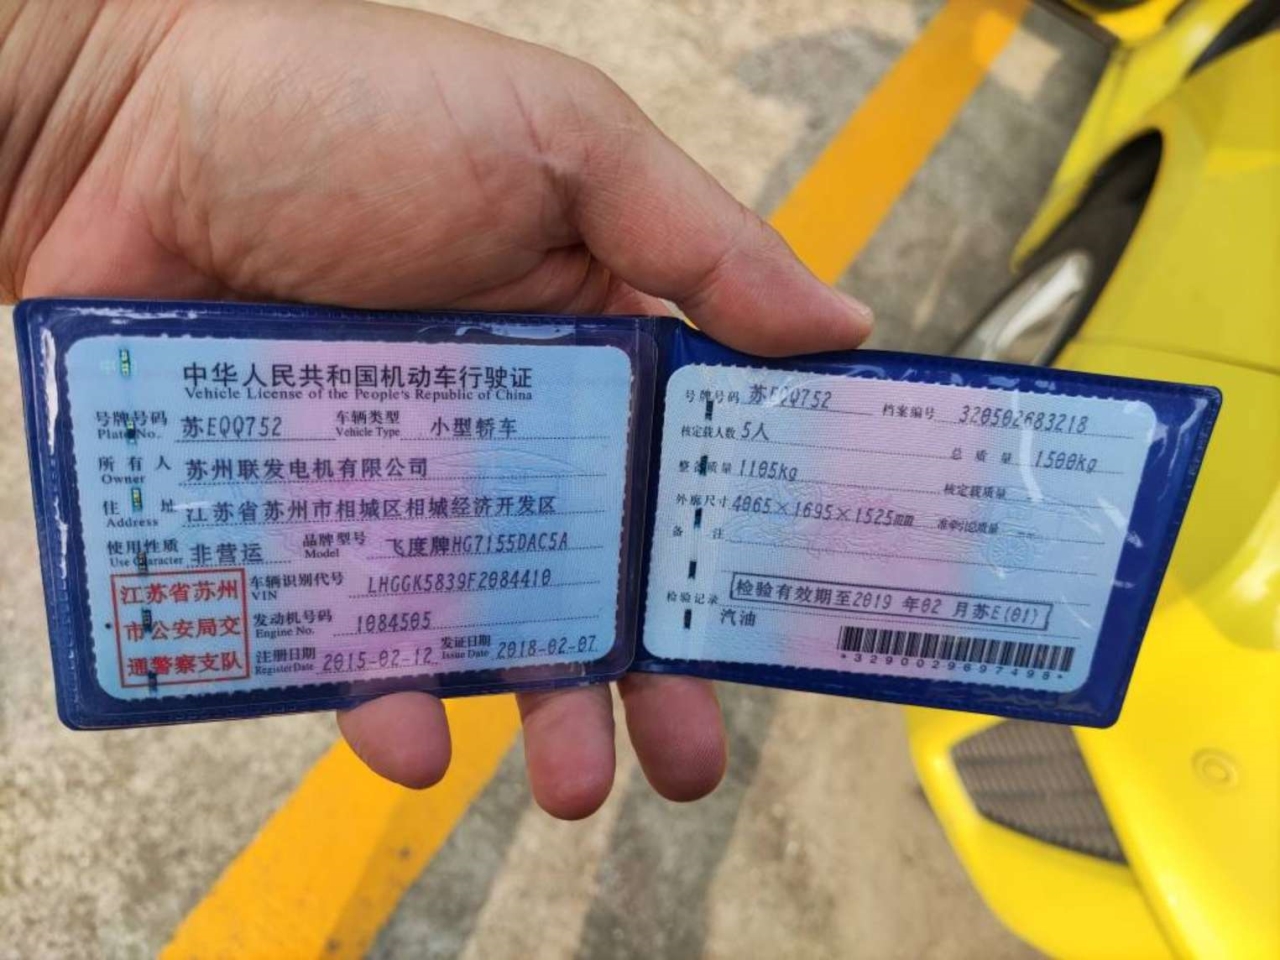 中华人民共和国机动车行驶证
Vehicle License of the People's Republic of China
号牌号码 苏EQQ752 车辆类型 小型轿车
Plate No. Vehicle Type
所有人 苏州联发电机有限公司
Owner
住址 江苏省苏州市相城区相城经济开发区
Address
使用性质 非营运 品牌型号 飞度牌HG7155DAC5A
Use Character Model
江苏省苏州
市公安局交
通警察支队
车辆识别代号 LHGGK5839F2084410
VIN
发动机号码 1084505
Engine No.
注册日期 2015-02-12 发证日期 2018-02-07
Register Date Issue Date
号牌号码 苏EQQ752 档案编号 320502683218
核定载人数 5人 总质量 1500kg
整备质量 1105kg 核定载质量
外廓尺寸 4065×1695×1525mm 准牵引总质量
备注
检验记录 检验有效期至2019 年02 月苏E(01)
汽油
*3290029697498*